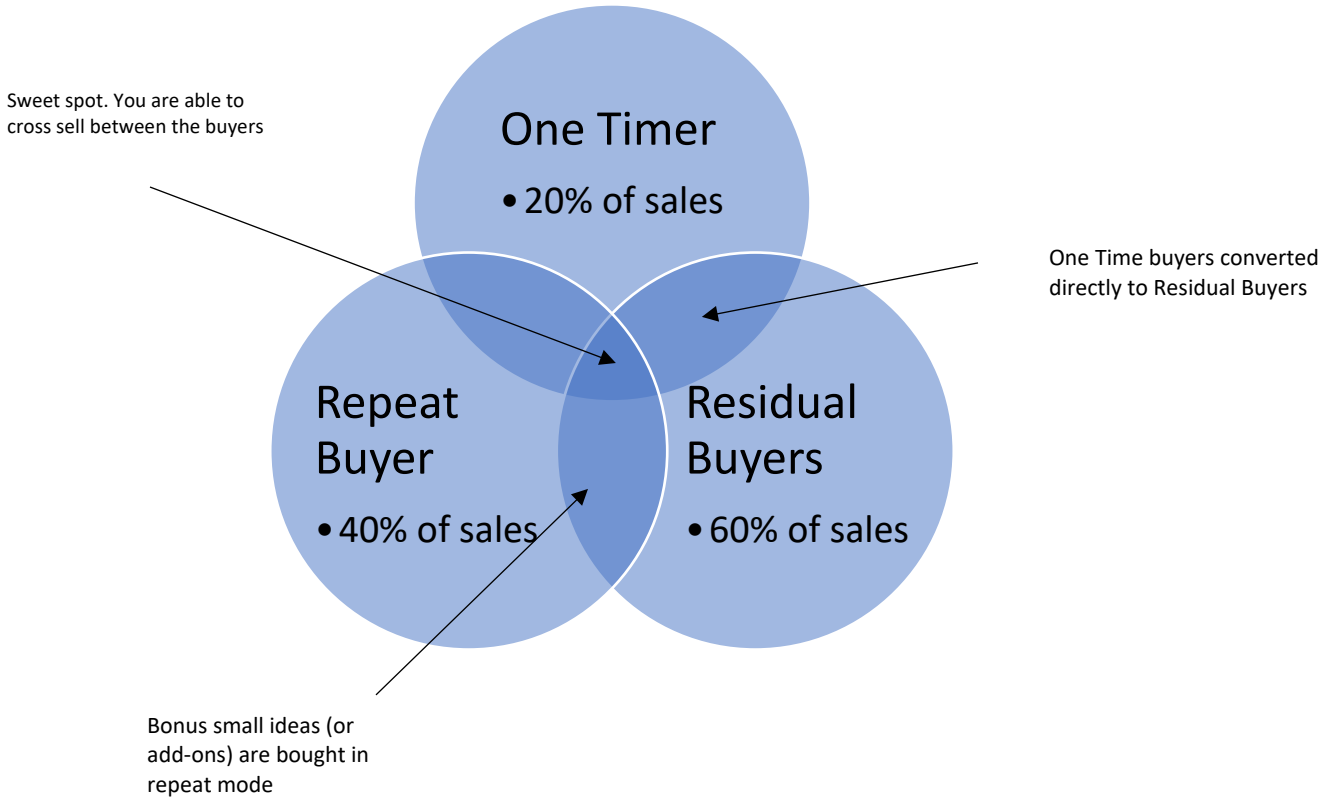 Sweet spot. You are able to
cross sell between the buyers
One Timer
• 20% of sales
One Time buyers converted
directly to Residual Buyers
Repeat
Buyer
• 40% of sales
Residual
Buyers
• 60% of sales
Bonus small ideas (or
add-ons) are bought in
repeat mode